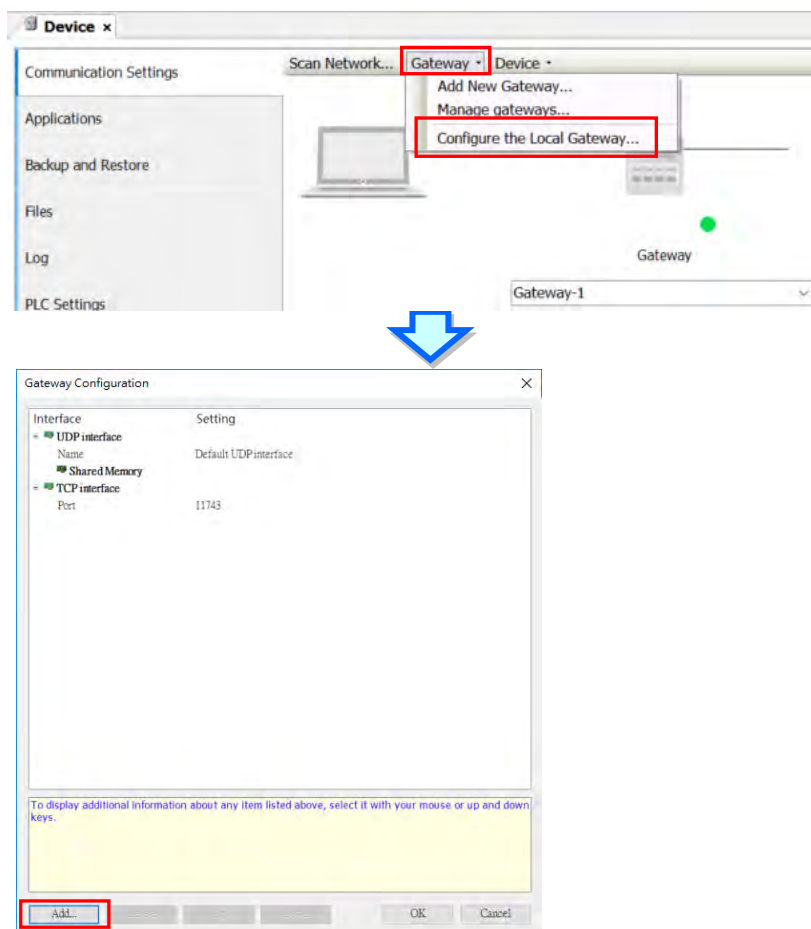 Device ×
Scan Network... Gateway Device
Communication Settings
Add New Gateway...
Manage gateways...
Configure the Local Gateway...
Applications
Backup and Restore
Files
Log
Gateway
Gateway-1
PLC Settings
Gateway Configuration
Interface Setting
UDP interface
Name Default UDP interface
Shared Memory
TCP interface
Port 11743
To display additional information about any item listed above, select it with your mouse or up and down
keys.
Add... OK Cancel